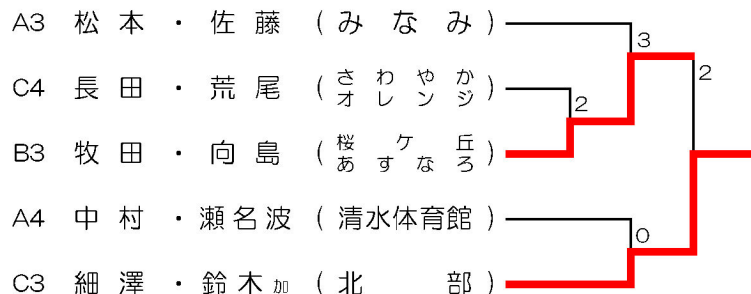 A3 松本・佐藤 (みなみ)
3
C4 長田・荒尾 (さわやか オレンジ)
2
2
B3 牧田・向島 (桜ケ丘 あすなろ)
A4 中村・瀬名波 (清水体育館)
0
C3 細澤・鈴木加 (北部)